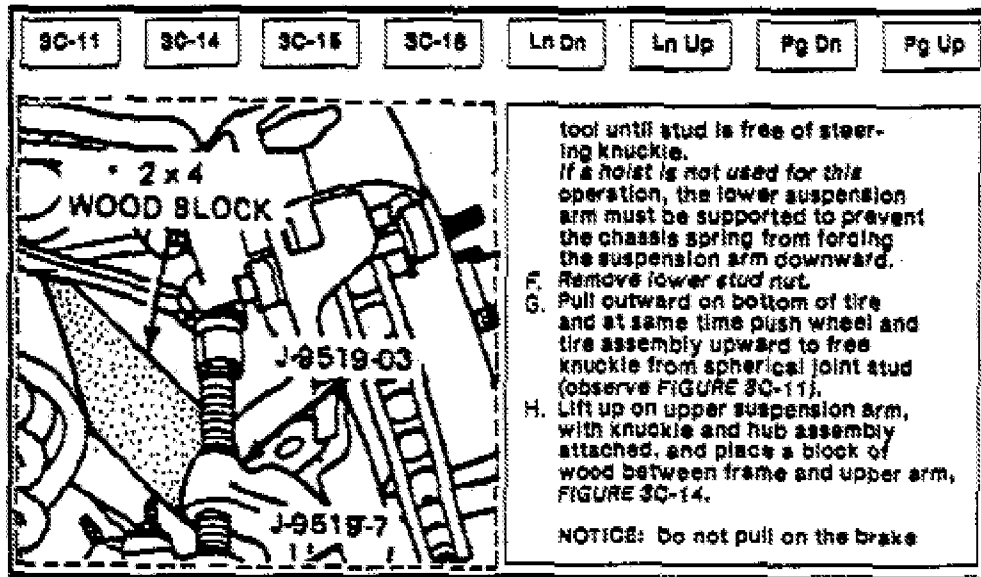 3C-11
3C-14
3C-15
3C-16
Ln Dn
Ln Up
Pg Dn
Pg Up
* 2 x 4
WOOD BLOCK
J-9519-03
J-9519-7
tool until stud is free of steer-
ing knuckle.
If a hoist is not used for this
operation, the lower suspension
arm must be supported to prevent
the chassis spring from forcing
the suspension arm downward.
F. Remove lower stud nut.
G. Pull outward on bottom of tire
and at same time push wheel and
tire assembly upward to free
knuckle from spherical joint stud
(observe FIGURE 3C-11).
H. Lift up on upper suspension arm,
with knuckle and hub assembly
attached, and place a block of
wood between frame and upper arm,
FIGURE 3C-14.
NOTICE: Do not pull on the brake